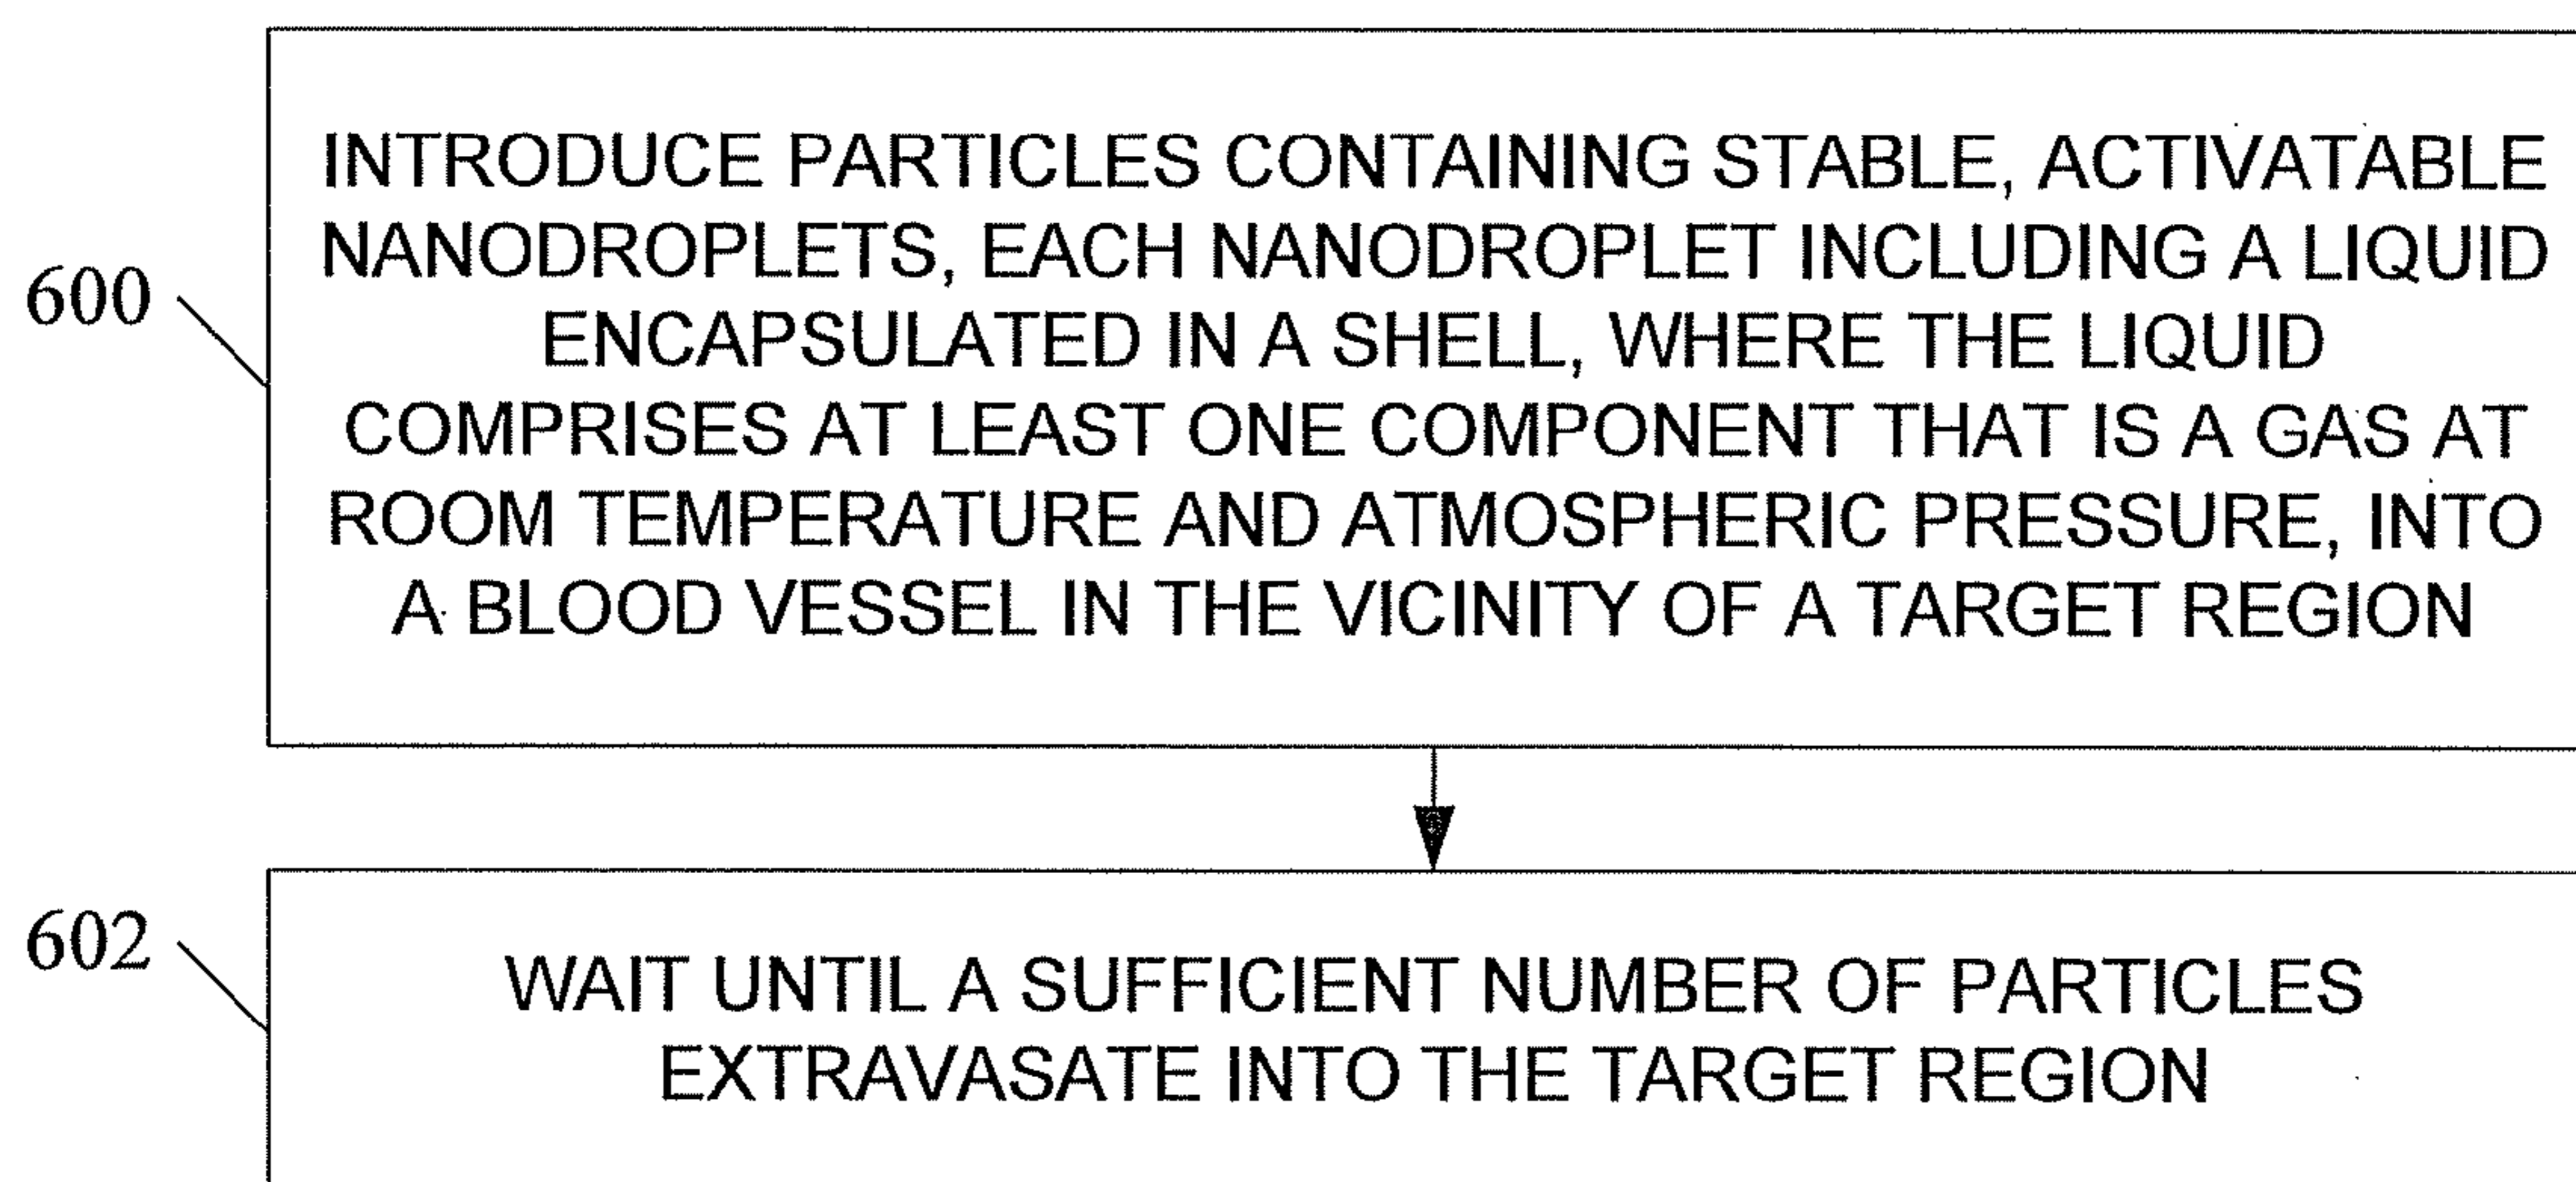 INTRODUCE PARTICLES CONTAINING STABLE, ACTIVATABLE
NANODROPLETS, EACH NANODROPLET INCLUDING A LIQUID
600
ENCAPSULATED IN A SHELL, WHERE THE LIQUID
COMPRISES AT LEAST ONE COMPONENT THAT IS A GAS AT
ROOM TEMPERATURE AND ATMOSPHERIC PRESSURE, INTO
A BLOOD VESSEL IN THE VICINITY OF A TARGET REGION
602
WAIT UNTIL A SUFFICIENT NUMBER OF PARTICLES
EXTRAVASATE INTO THE TARGET REGION